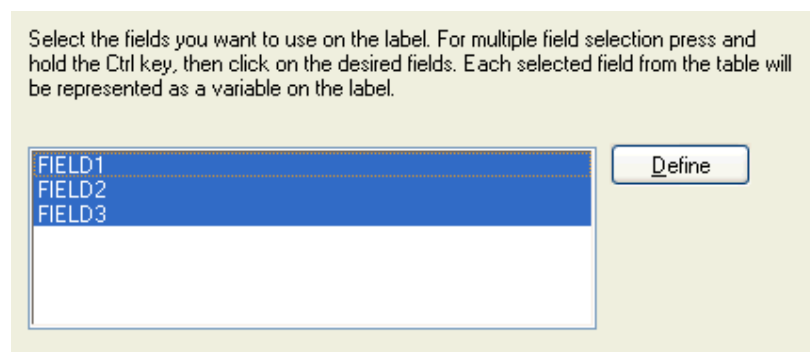 Select the fields you want to use on the label. For multiple field selection press and
hold the Ctrl key, then click on the desired fields. Each selected field from the table will
be represented as a variable on the label.
FIELD1
Define
FIELD2
FIELD3